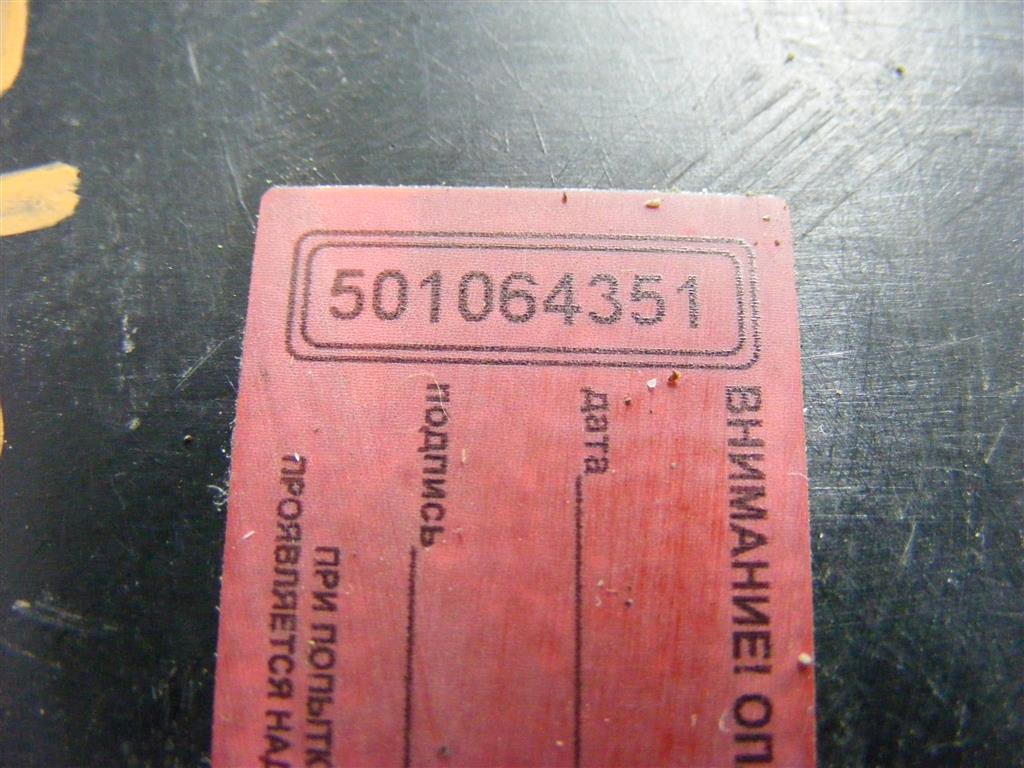 501064351
ВНИМАНИЕ! ОП
дата
подпись
ПРИ ПОПЫТК
ПРОЯВЛЯЕТСЯ НАД